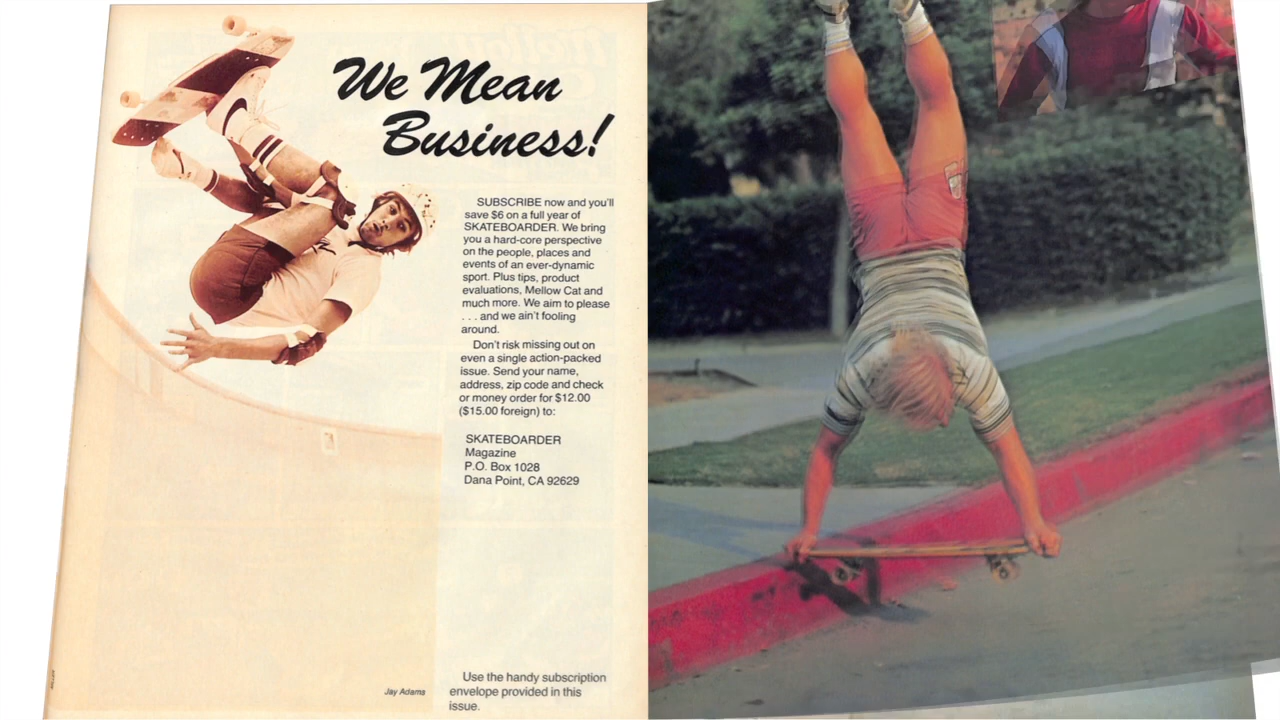 We Mean
Business!
SUBSCRIBE now and you'll
save $6 on a full year of
SKATEBOARDER. We bring
you a hard-core perspective
on the people, places and
events of an ever-dynamic
sport. Plus tips, product
evaluations, Mellow Cat and
much more. We aim to please
. . . and we ain't fooling
around.
Don't risk missing out on
even a single action-packed
issue. Send your name,
address, zip code and check
or money order for $12.00
($15.00 foreign) to:
SKATEBOARDER
Magazine
P.O. Box 1028
Dana Point, CA 92629
Jay Adams
Use the handy subscription
envelope provided in this
issue.